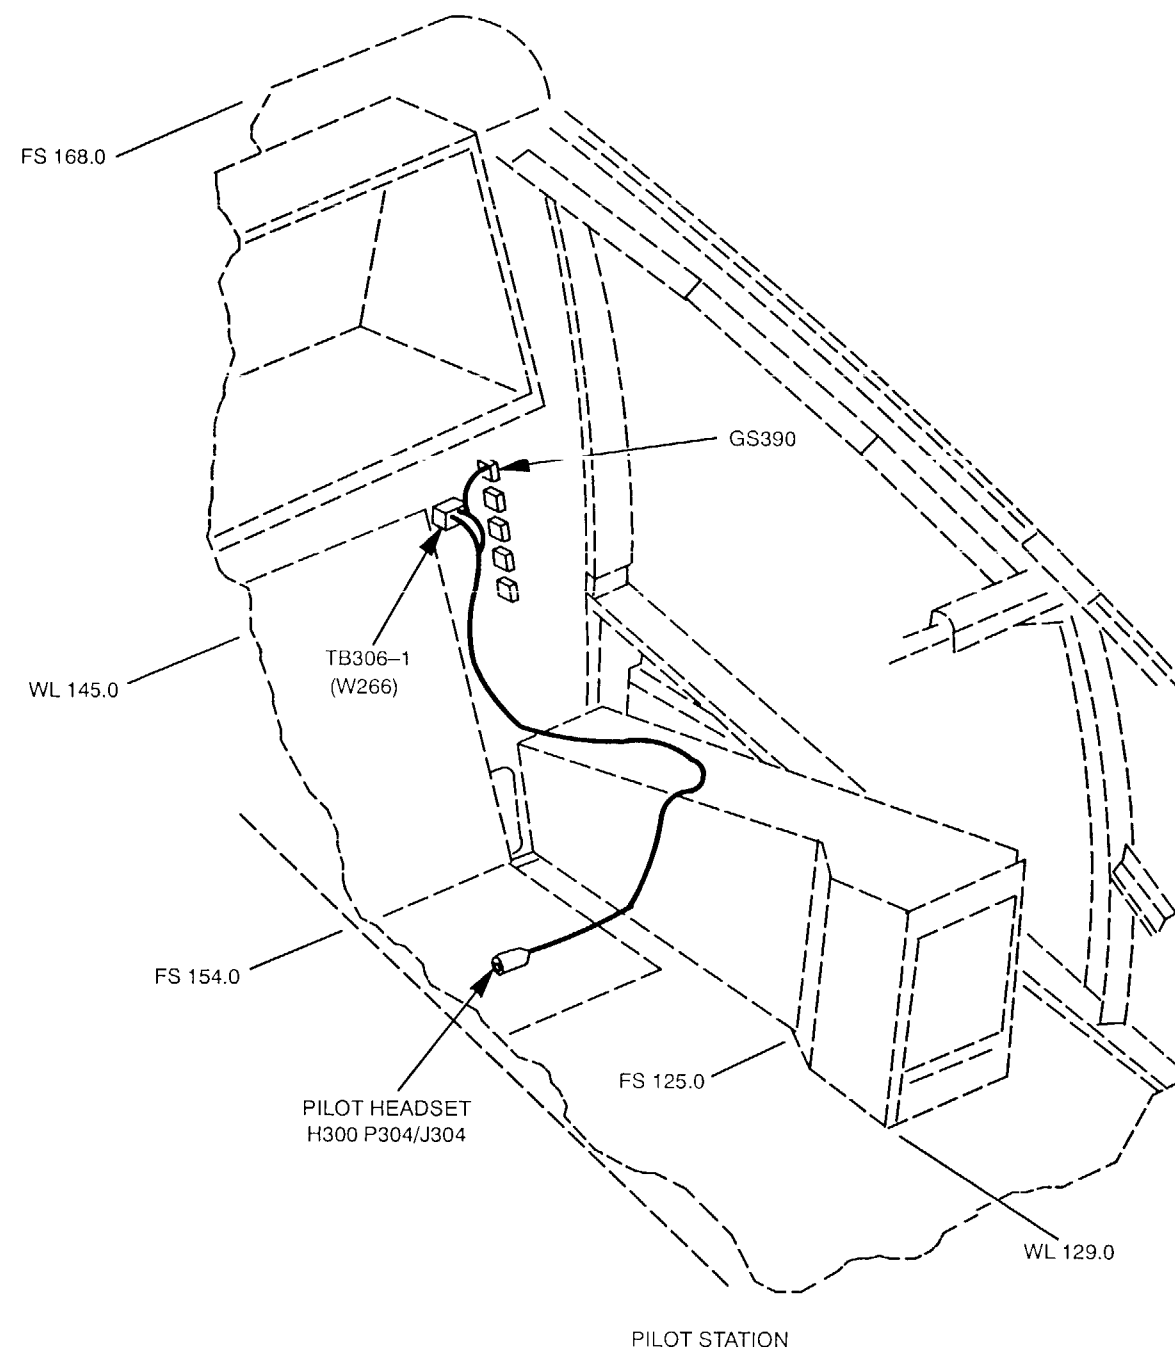 FS 168.0
GS390
TB306–1
(W266)
WL 145.0
FS 154.0
FS 125.0
PILOT HEADSET
H300 P304/J304
WL 129.0
PILOT STATION